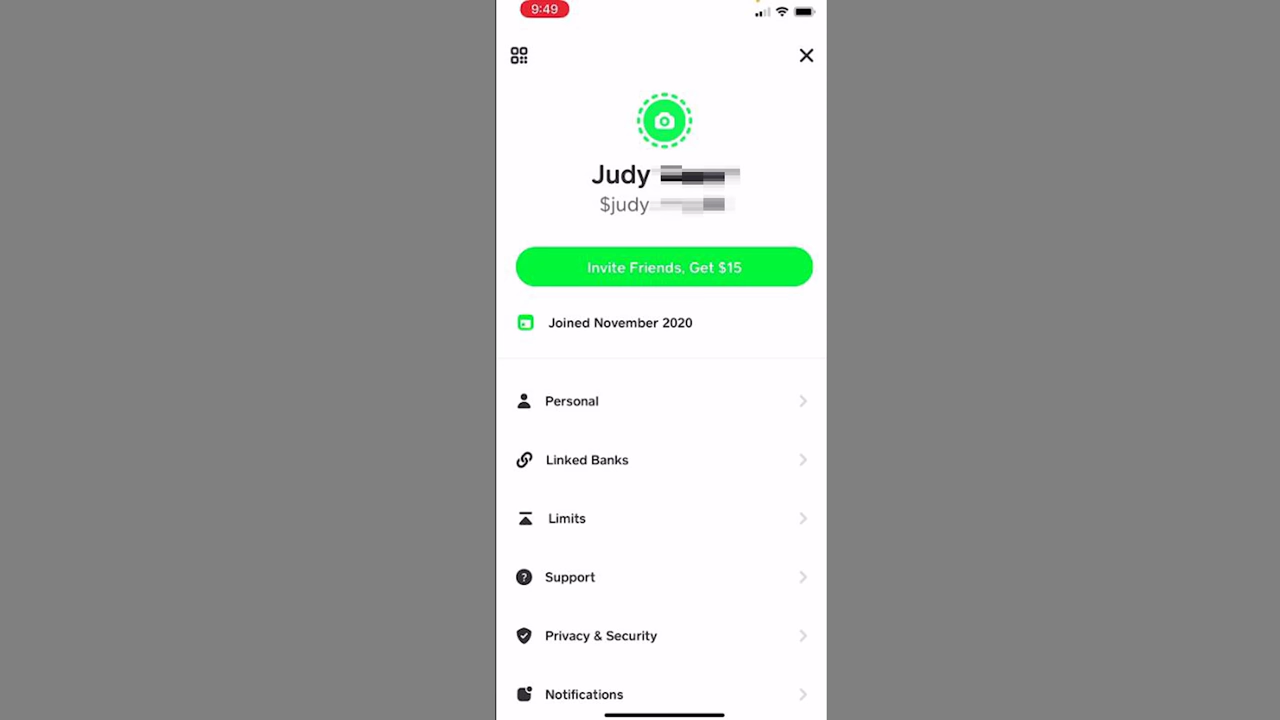 9:49
Judy
$judy
Invite Friends, Get $15
Joined November 2020
Personal
Linked Banks
Limits
Support
Privacy & Security
Notifications